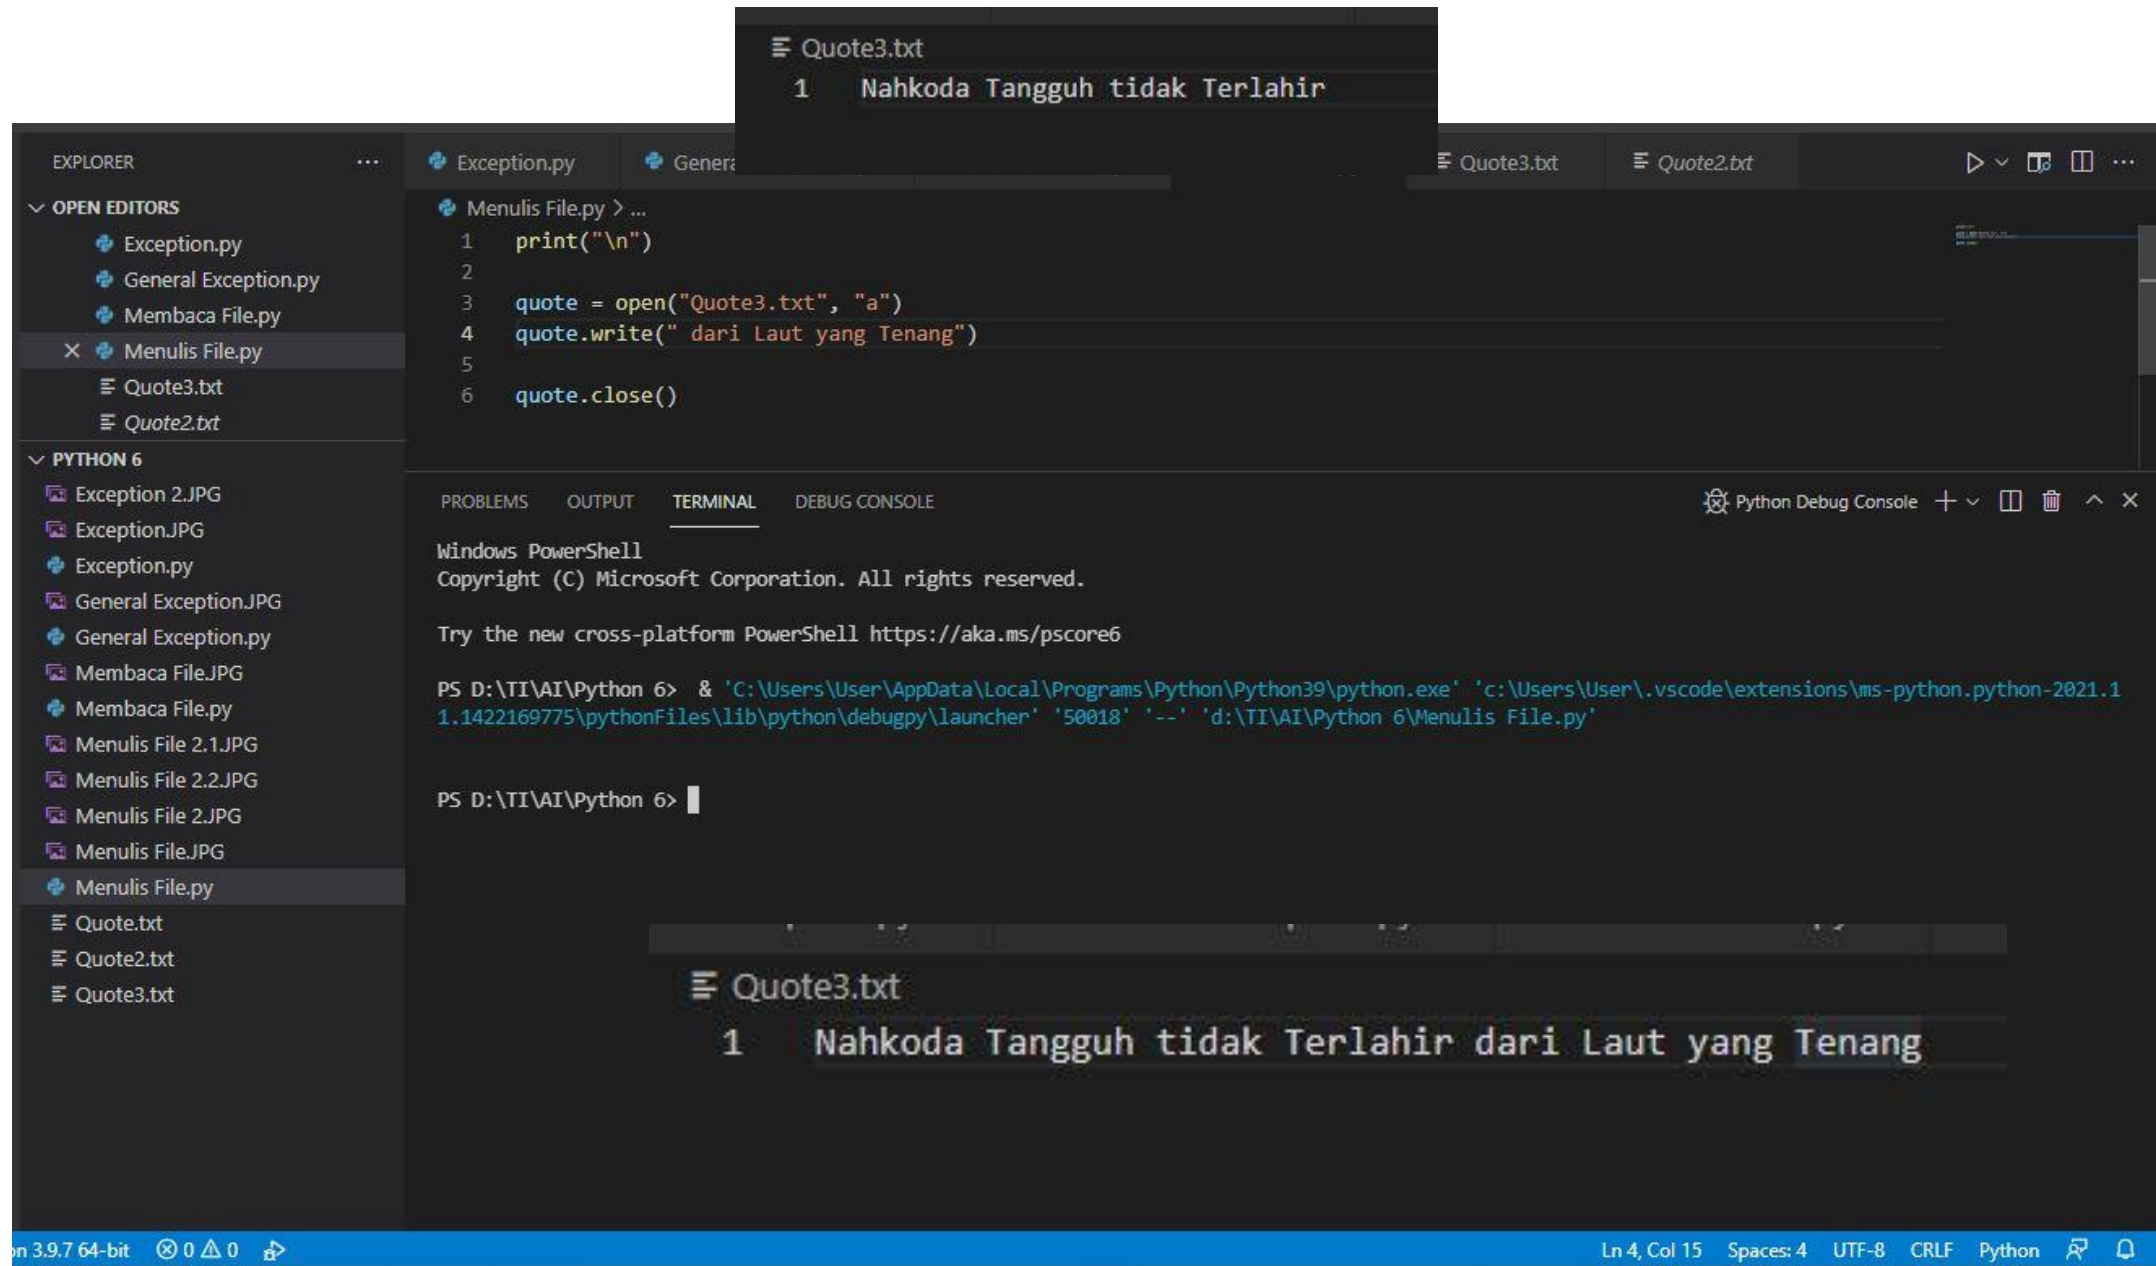 Quote3.txt
1 Nahkoda Tangguh tidak Terlahir
EXPLORER ...
Exception.py Genera Quote3.txt Quote2.txt ...
OPEN EDITORS
Exception.py
General Exception.py
Membaca File.py
Menulis File.py
Quote3.txt
Quote2.txt
PYTHON 6
Exception 2.JPG
Exception.JPG
Exception.py
General Exception.JPG
General Exception.py
Membaca File.JPG
Membaca File.py
Menulis File 2.1.JPG
Menulis File 2.2.JPG
Menulis File 2.JPG
Menulis File.JPG
Menulis File.py
Quote.txt
Quote2.txt
Quote3.txt
Menulis File.py > ...
1 print("\n")
2
3 quote = open("Quote3.txt", "a")
4 quote.write(" dari Laut yang Tenang")
5
6 quote.close()
PROBLEMS OUTPUT TERMINAL DEBUG CONSOLE Python Debug Console
Windows PowerShell
Copyright (C) Microsoft Corporation. All rights reserved.
Try the new cross-platform PowerShell https://aka.ms/pscore6
PS D:\TI\AI\Python 6> & 'C:\Users\User\AppData\Local\Programs\Python\Python39\python.exe' 'c:\Users\User\.vscode\extensions\ms-python.python-2021.1
1.1422169775\pythonFiles\lib\python\debugpy\launcher' '50018' '--' 'd:\TI\AI\Python 6\Menulis File.py'
PS D:\TI\AI\Python 6>
Quote3.txt
1 Nahkoda Tangguh tidak Terlahir dari Laut yang Tenang
on 3.9.7 64-bit 0 0 Ln 4, Col 15 Spaces: 4 UTF-8 CRLF Python